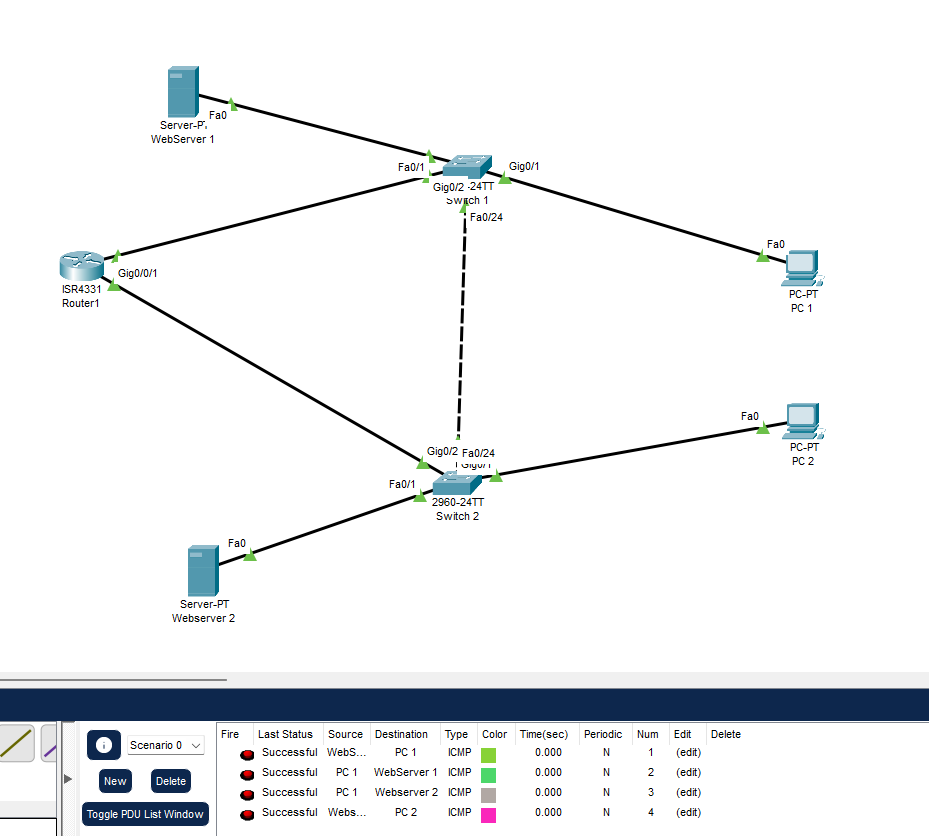 Fa0
Server-PT
WebServer 1
Fa0/1
Gig0/1
Gig0/2
-24TT
Switch 1
Fa0/24
Fa0
PC-PT
PC 1
Gig0/0/1
ISR4331
Router1
Fa0
PC-PT
PC 2
Gig0/2
Fa0/24
Gig0/1
Fa0/1
2960-24TT
Switch 2
Fa0
Server-PT
Webserver 2
Fire Last Status Source Destination Type Color Time(sec) Periodic Num Edit Delete
Successful WebS... PC 1 ICMP 0.000 N 1 (edit)
Successful PC 1 WebServer 1 ICMP 0.000 N 2 (edit)
Successful PC 1 Webserver 2 ICMP 0.000 N 3 (edit)
Successful Webs... PC 2 ICMP 0.000 N 4 (edit)
Scenario 0
New
Delete
Toggle PDU List Window